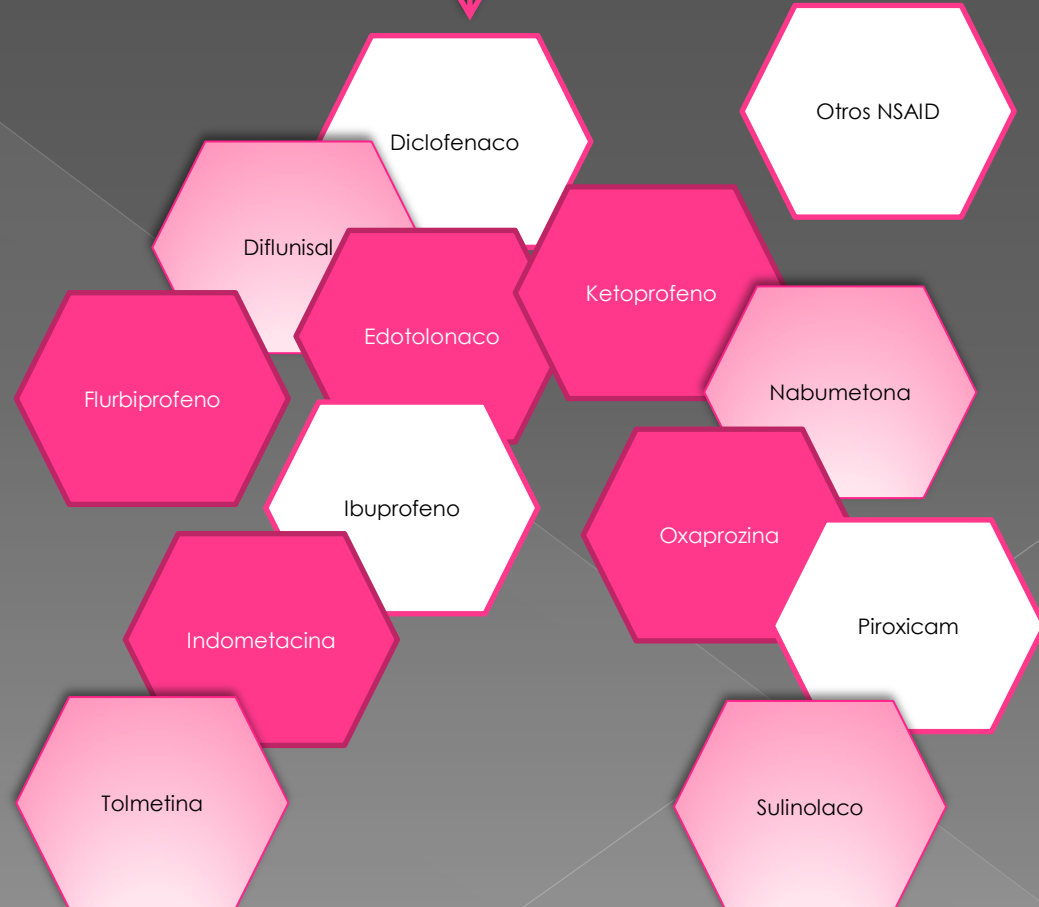 Otros NSAID
Diclofenaco
Diflunisal
Ketoprofeno
Edotolonaco
Nabumetona
Flurbiprofeno
Ibuprofeno
Oxaprozina
Piroxicam
Indometacina
Tolmetina
Sulinolaco